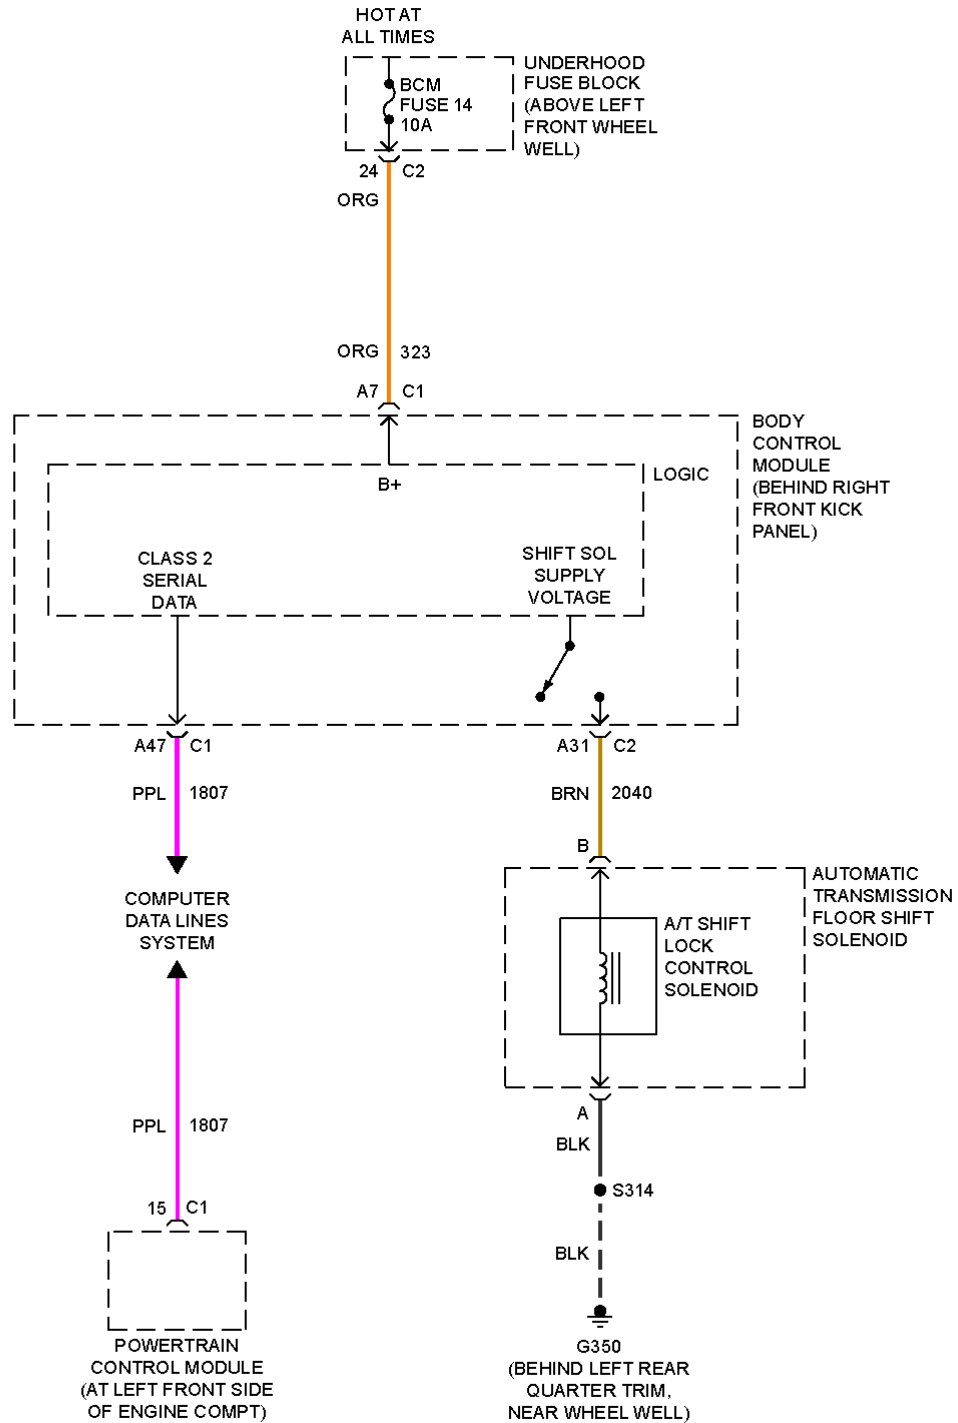 HOT AT
ALL TIMES
UNDERHOOD
FUSE BLOCK
(ABOVE LEFT
FRONT WHEEL
WELL)
BCM
FUSE 14
10A
24 C2
ORG
ORG 323
A7 C1
BODY
CONTROL
MODULE
(BEHIND RIGHT
FRONT KICK
PANEL)
LOGIC
B+
CLASS 2
SERIAL
DATA
SHIFT SOL
SUPPLY
VOLTAGE
A47 C1
A31 C2
PPL 1807
BRN 2040
B
COMPUTER
DATA LINES
SYSTEM
AUTOMATIC
TRANSMISSION
FLOOR SHIFT
SOLENOID
A/T SHIFT
LOCK
CONTROL
SOLENOID
A
PPL 1807
BLK
S314
15 C1
BLK
POWERTRAIN
CONTROL MODULE
(AT LEFT FRONT SIDE
OF ENGINE COMPT)
G350
(BEHIND LEFT REAR
QUARTER TRIM,
NEAR WHEEL WELL)